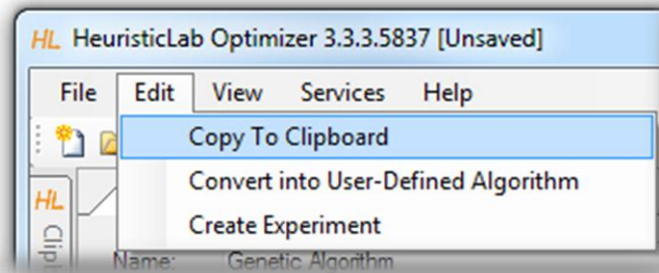 HL HeuristicLab Optimizer 3.3.3.5837 [Unsaved]
File Edit View Services Help
Copy To Clipboard
Convert into User-Defined Algorithm
Create Experiment
HL
Clip
Name: Genetic Algorithm